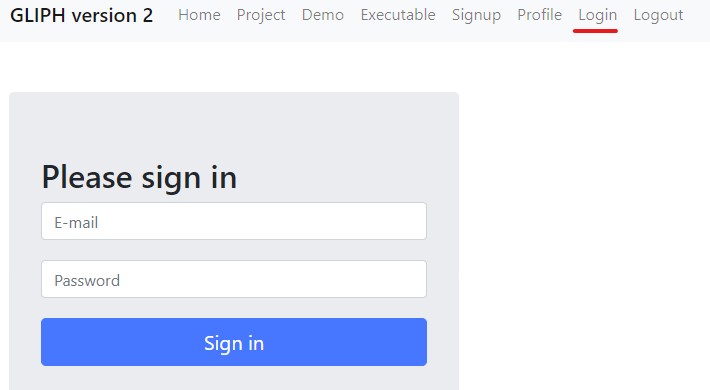 GLIPH version 2 Home Project Demo Executable Signup Profile Login Logout
Please sign in
E-mail
Password
Sign in